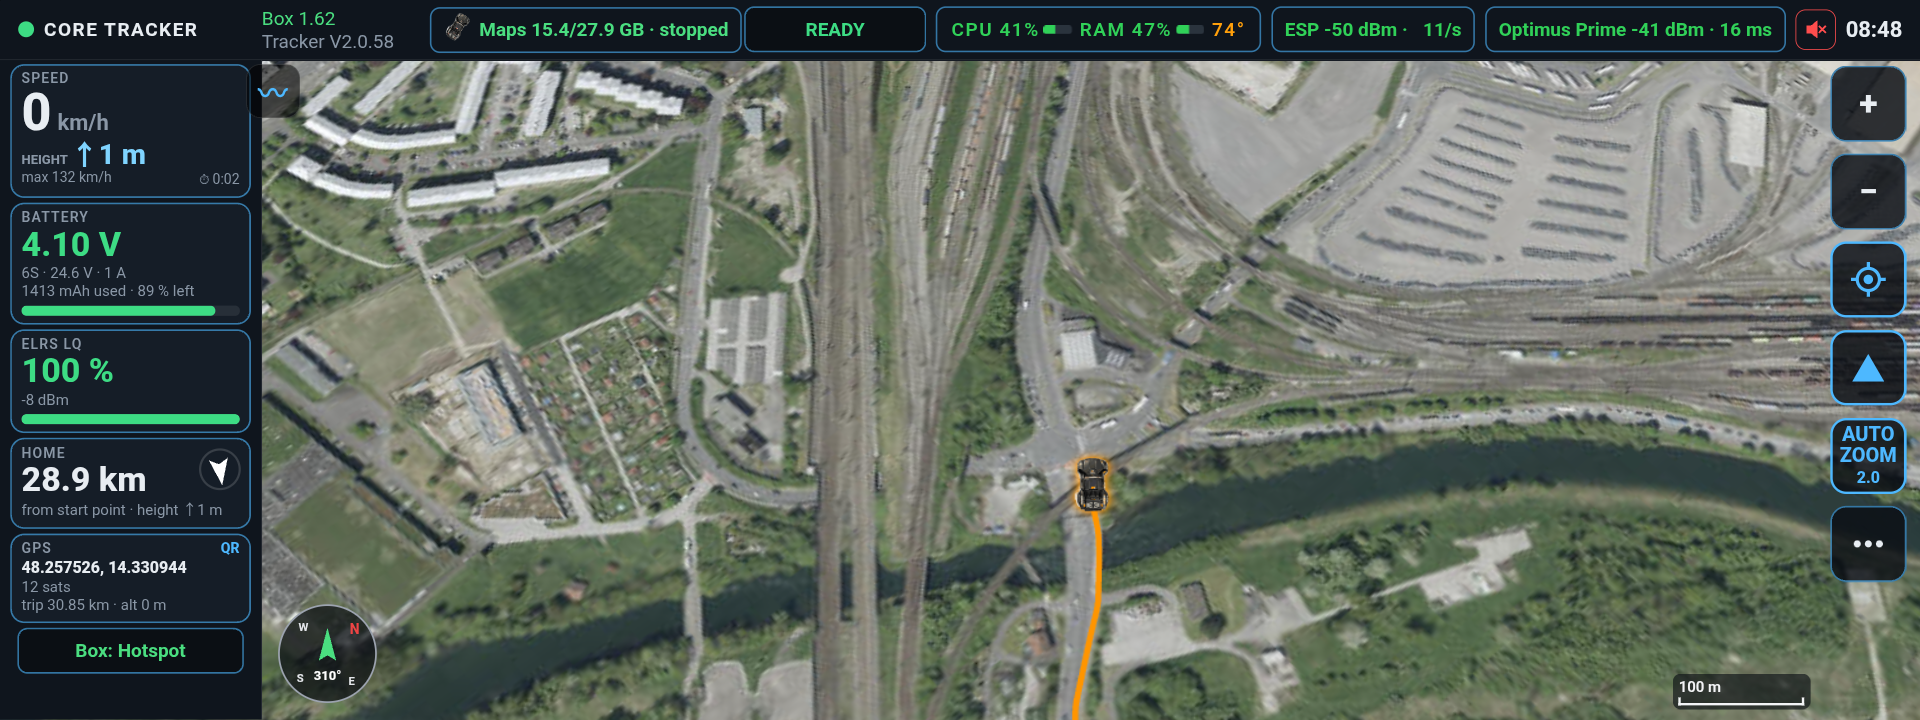 CORE TRACKER
Box 1.62
Tracker V2.0.58
Maps 15.4/27.9 GB · stopped
READY
CPU 41% RAM 47% 74°
ESP -50 dBm · 11/s
Optimus Prime -41 dBm · 16 ms
08:48
SPEED
0 km/h
HEIGHT ↑ 1 m
max 132 km/h
⏱ 0:02
BATTERY
4.10 V
6S · 24.6 V · 1 A
1413 mAh used · 89 % left
ELRS LQ
100 %
-8 dBm
HOME
28.9 km
from start point · height ↑ 1 m
GPS QR
48.257526, 14.330944
12 sats
trip 30.85 km · alt 0 m
Box: Hotspot
W N
S 310° E
+
−
AUTO
ZOOM
2.0
•••
100 m